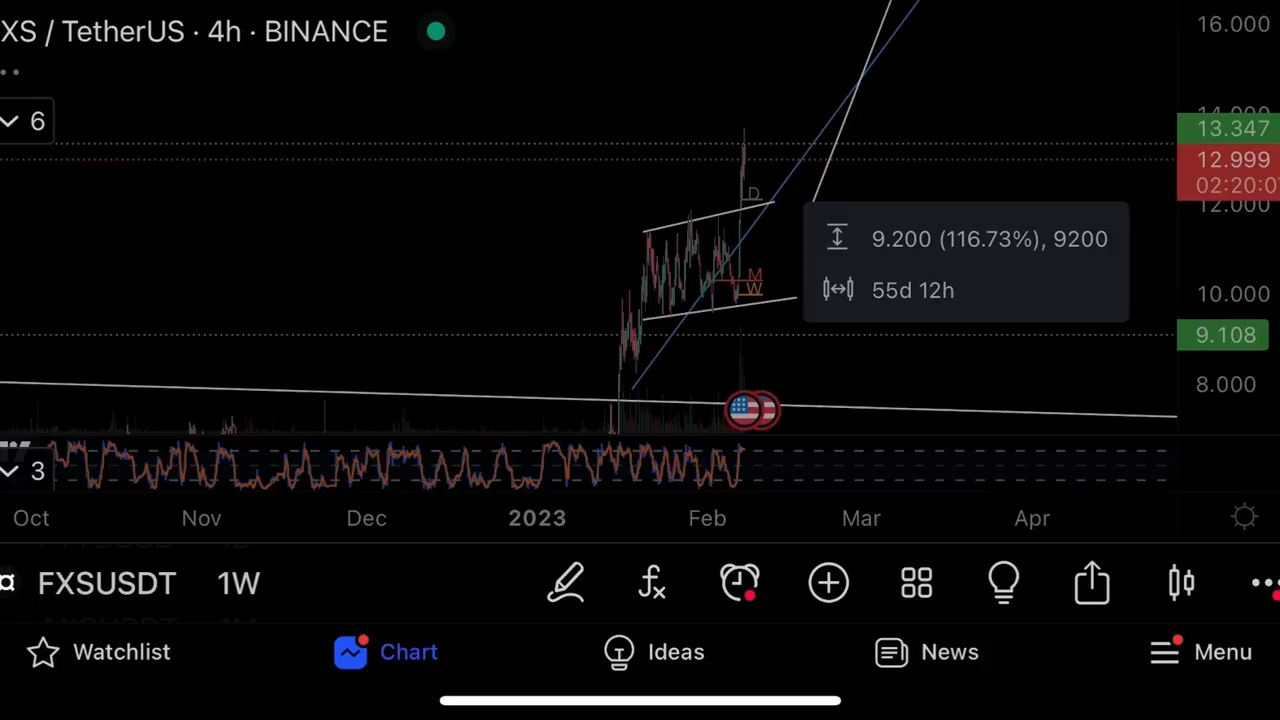 XS / TetherUS · 4h · BINANCE
6
16.000
14.000
13.347
12.999
02:20:0
12.000
D
9.200 (116.73%), 9200
M
W
55d 12h
10.000
9.108
8.000
3
Oct Nov Dec 2023 Feb Mar Apr
FXSUSDT 1W
Watchlist Chart Ideas News Menu